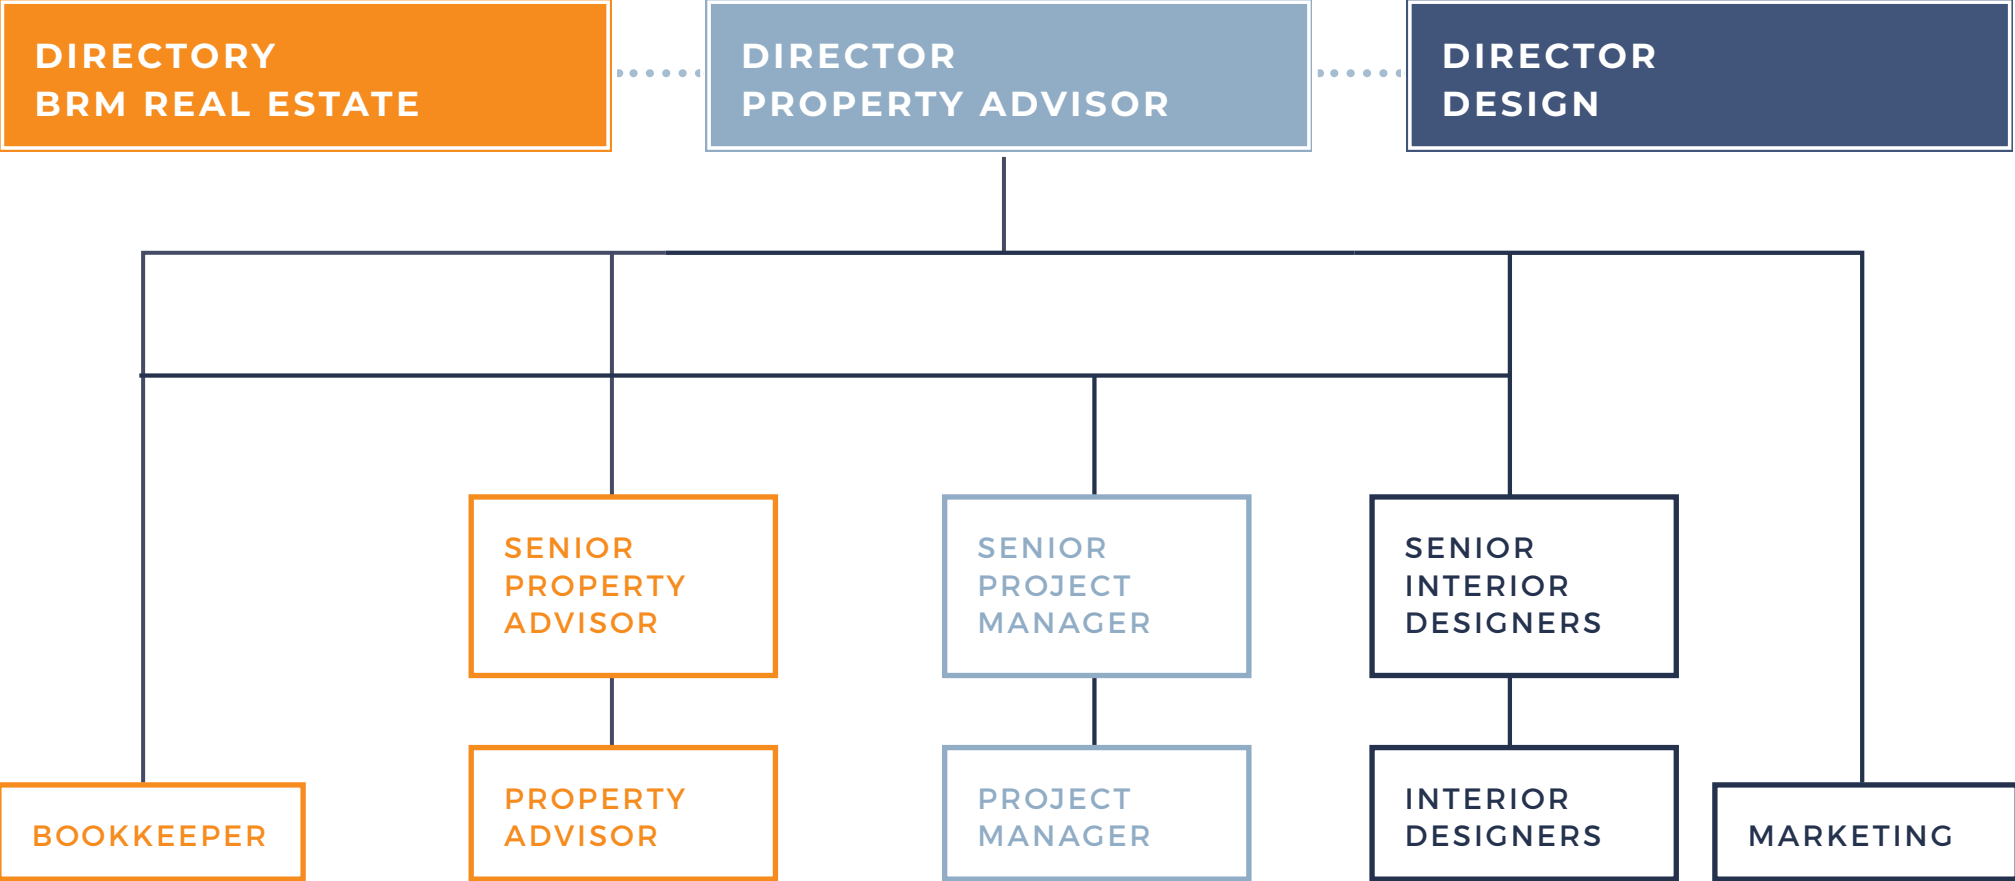 DIRECTORY
BRM REAL ESTATE
DIRECTOR
PROPERTY ADVISOR
DIRECTOR
DESIGN
SENIOR
PROPERTY
ADVISOR
SENIOR
PROJECT
MANAGER
SENIOR
INTERIOR
DESIGNERS
BOOKKEEPER
PROPERTY
ADVISOR
PROJECT
MANAGER
INTERIOR
DESIGNERS
MARKETING